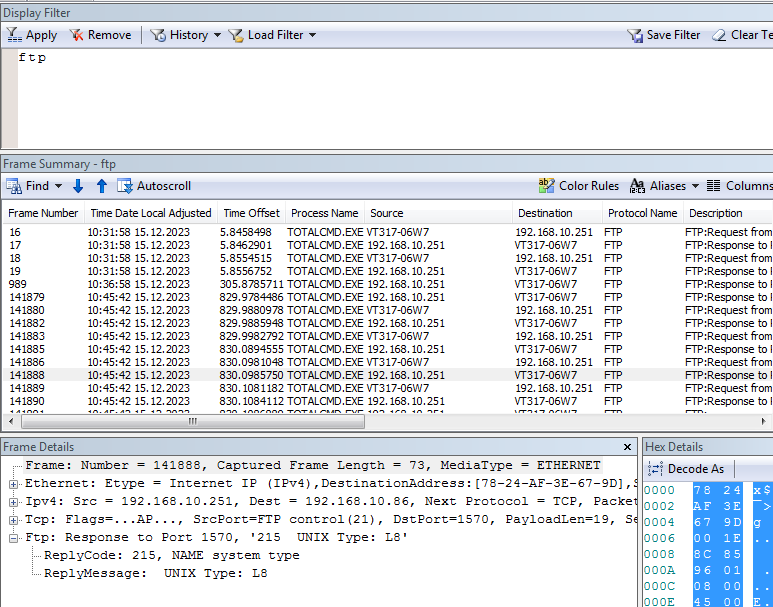 Display Filter
Apply Remove History Load Filter Save Filter Clear Te
ftp
Frame Summary - ftp
Find Autoscroll Color Rules Aliases Columns
Frame Number Time Date Local Adjusted Time Offset Process Name Source Destination Protocol Name Description
16 10:31:58 15.12.2023 5.8458498 TOTALCMD.EXE VT317-06W7 192.168.10.251 FTP FTP:Request from
17 10:31:58 15.12.2023 5.8462901 TOTALCMD.EXE 192.168.10.251 VT317-06W7 FTP FTP:Response to
18 10:31:58 15.12.2023 5.8554515 TOTALCMD.EXE VT317-06W7 192.168.10.251 FTP FTP:Request from
19 10:31:58 15.12.2023 5.8556752 TOTALCMD.EXE 192.168.10.251 VT317-06W7 FTP FTP:Response to
989 10:36:58 15.12.2023 305.8785711 TOTALCMD.EXE 192.168.10.251 VT317-06W7 FTP FTP:Response to
141879 10:45:42 15.12.2023 829.9784486 TOTALCMD.EXE 192.168.10.251 VT317-06W7 FTP FTP:Response to
141880 10:45:42 15.12.2023 829.9880978 TOTALCMD.EXE VT317-06W7 192.168.10.251 FTP FTP:Request from
141882 10:45:42 15.12.2023 829.9885948 TOTALCMD.EXE 192.168.10.251 VT317-06W7 FTP FTP:Response to
141883 10:45:42 15.12.2023 829.9982792 TOTALCMD.EXE VT317-06W7 192.168.10.251 FTP FTP:Request from
141885 10:45:42 15.12.2023 830.0894555 TOTALCMD.EXE 192.168.10.251 VT317-06W7 FTP FTP:Response to
141886 10:45:42 15.12.2023 830.0981048 TOTALCMD.EXE VT317-06W7 192.168.10.251 FTP FTP:Request from
141888 10:45:42 15.12.2023 830.0985750 TOTALCMD.EXE 192.168.10.251 VT317-06W7 FTP FTP:Response to
141889 10:45:42 15.12.2023 830.1081182 TOTALCMD.EXE VT317-06W7 192.168.10.251 FTP FTP:Request from
141890 10:45:42 15.12.2023 830.1084112 TOTALCMD.EXE 192.168.10.251 VT317-06W7 FTP FTP:Response to
Frame Details Hex Details
Decode As
Frame: Number = 141888, Captured Frame Length = 73, MediaType = ETHERNET
Ethernet: Etype = Internet IP (IPv4),DestinationAddress:[78-24-AF-3E-67-9D],S
Ipv4: Src = 192.168.10.251, Dest = 192.168.10.86, Next Protocol = TCP, Packet
Tcp: Flags=...AP..., SrcPort=FTP control(21), DstPort=1570, PayloadLen=19, Se
Ftp: Response to Port 1570, '215  UNIX Type: L8'
ReplyCode: 215, NAME system type
ReplyMessage:  UNIX Type: L8
0000 78 24 x$
0002 AF 3E ¯>
0004 67 9D g
0006 00 1E ..
0008 8C 85
000A 96 01 .
000C 08 00 ..
000E 45 00 E.